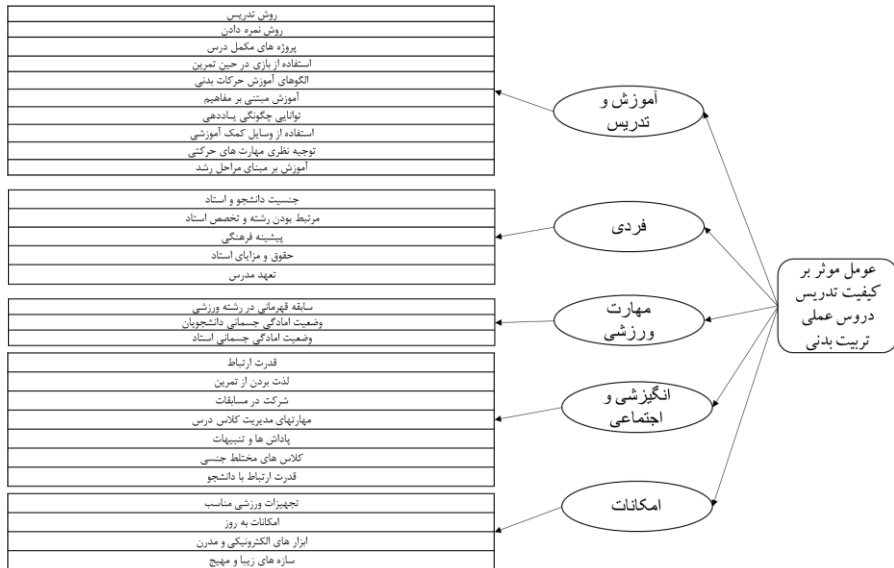 عومل موثر بر
کیفیت تدریس
دروس عملی
تربیت بدنی
آموزش و
تدریس
روش تدریس
روش نمره دادن
پروژه های مکمل درس
استفاده از بازی در حین تمرین
الگوهای آموزش حرکات بدنی
آموزش مبتنی بر مفاهیم
توانایی چگونگی یاددهی
استفاده از وسایل کمک آموزشی
توجیه نظری مهارت های حرکتی
آموزش بر مبنای مراحل رشد
فردی
جنسیت دانشجو و استاد
مرتبط بودن رشته و تخصص استاد
پیشینه فرهنگی
حقوق و مزایای استاد
تعهد مدرس
مهارت
ورزشی
سابقه قهرمانی در رشته ورزشی
وضعیت امادگی جسمانی دانشجویان
وضعیت امادگی جسمانی استاد
انگیزشی و
اجتماعی
قدرت ارتباط
لذت بردن از تمرین
شرکت در مسابقات
مهارتهای مدیریت کلاس درس
پاداش ها و تنبیهات
کلاس های مختلط جنسی
قدرت ارتباط با دانشجو
امکانات
تجهیزات ورزشی مناسب
امکانات به روز
ابزار های الکترونیکی و مدرن
سازه های زیبا و مهیج